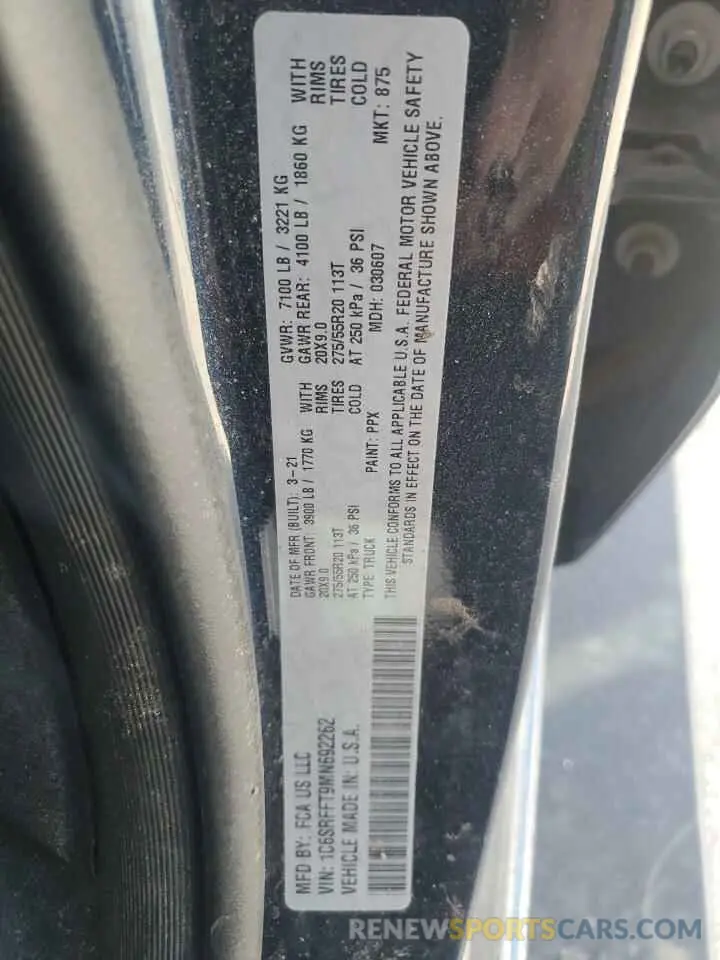 MFD BY: FCA US LLC
DATE OF MFR (BUILT): 3-21
GVWR: 7100 LB / 3221 KG
VIN: 1C6SRFFT9MN692262
GAWR FRONT: 3900 LB / 1770 KG WITH
GAWR REAR: 4100 LB / 1860 KG WITH
VEHICLE MADE IN: U.S.A.
20X9.0 RIMS
20X9.0 RIMS
275/55R20 113T TIRES
275/55R20 113T TIRES
AT 250 kPa / 36 PSI COLD
AT 250 kPa / 36 PSI COLD
TYPE: TRUCK PAINT: PPX MDH: 030607 MKT: 875
THIS VEHICLE CONFORMS TO ALL APPLICABLE U.S.A. FEDERAL MOTOR VEHICLE SAFETY
STANDARDS IN EFFECT ON THE DATE OF MANUFACTURE SHOWN ABOVE.
RENEWSPORTSCARS.COM